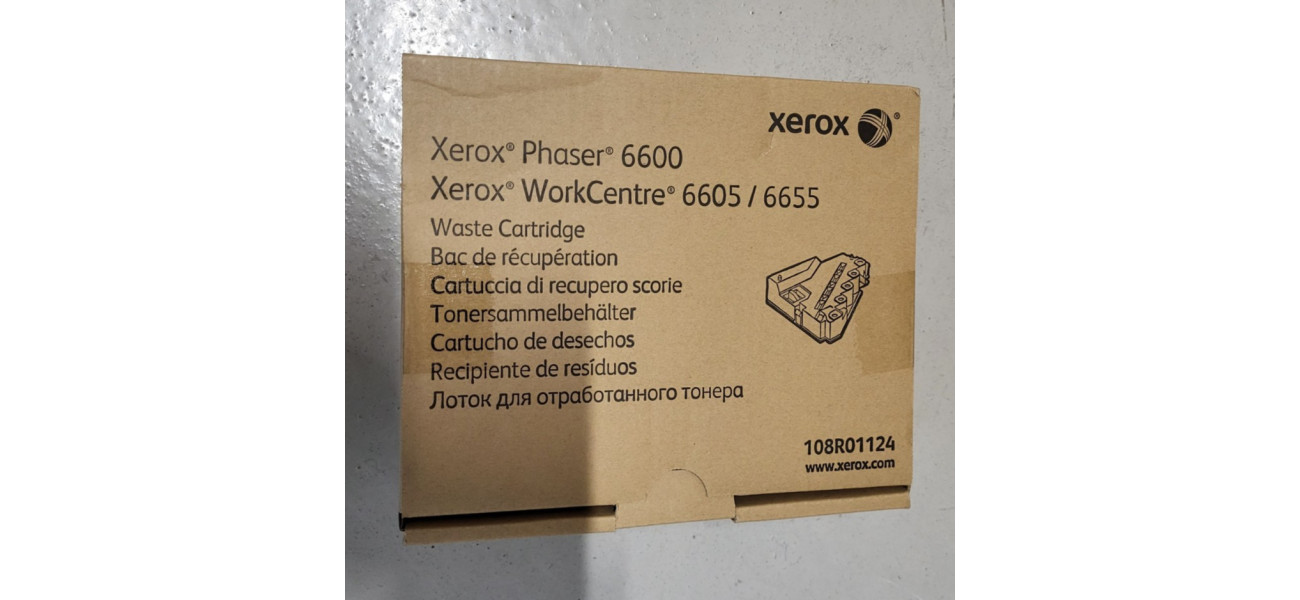 xerox ®
Xerox® Phaser® 6600
Xerox® WorkCentre® 6605 / 6655
Waste Cartridge
Bac de récupération
Cartuccia di recupero scorie
Tonersammelbehälter
Cartucho de desechos
Recipiente de resíduos
Лоток для отработанного тонера
108R01124
www.xerox.com